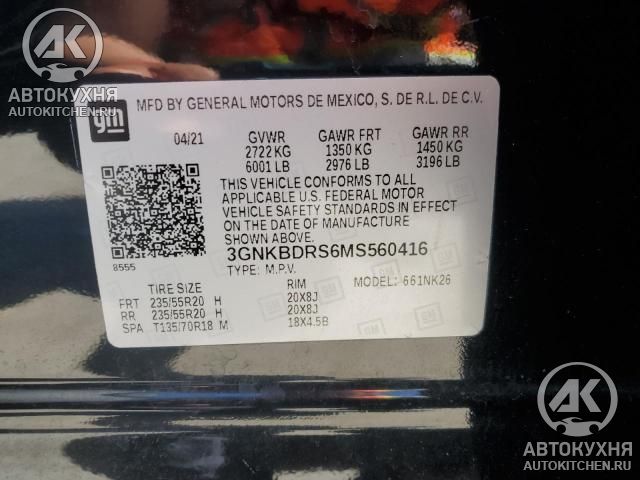 АВТОКУХНЯ
AUTOKITCHEN.RU
gm
MFD BY GENERAL MOTORS DE MEXICO, S. DE R.L. DE C.V.
04/21 GVWR GAWR FRT GAWR RR
2722 KG 1350 KG 1450 KG
6001 LB 2976 LB 3196 LB
THIS VEHICLE CONFORMS TO ALL
APPLICABLE U.S. FEDERAL MOTOR
VEHICLE SAFETY STANDARDS IN EFFECT
ON THE DATE OF MANUFACTURE
SHOWN ABOVE.
8555 3GNKBDRS6MS560416
TYPE: M.P.V. MODEL: 661NK26
TIRE SIZE RIM
FRT 235/55R20 H 20X8J
RR 235/55R20 H 20X8J
SPA T135/70R18 M 18X4.5B
AK
АВТОКУХНЯ
AUTOKITCHEN.RU